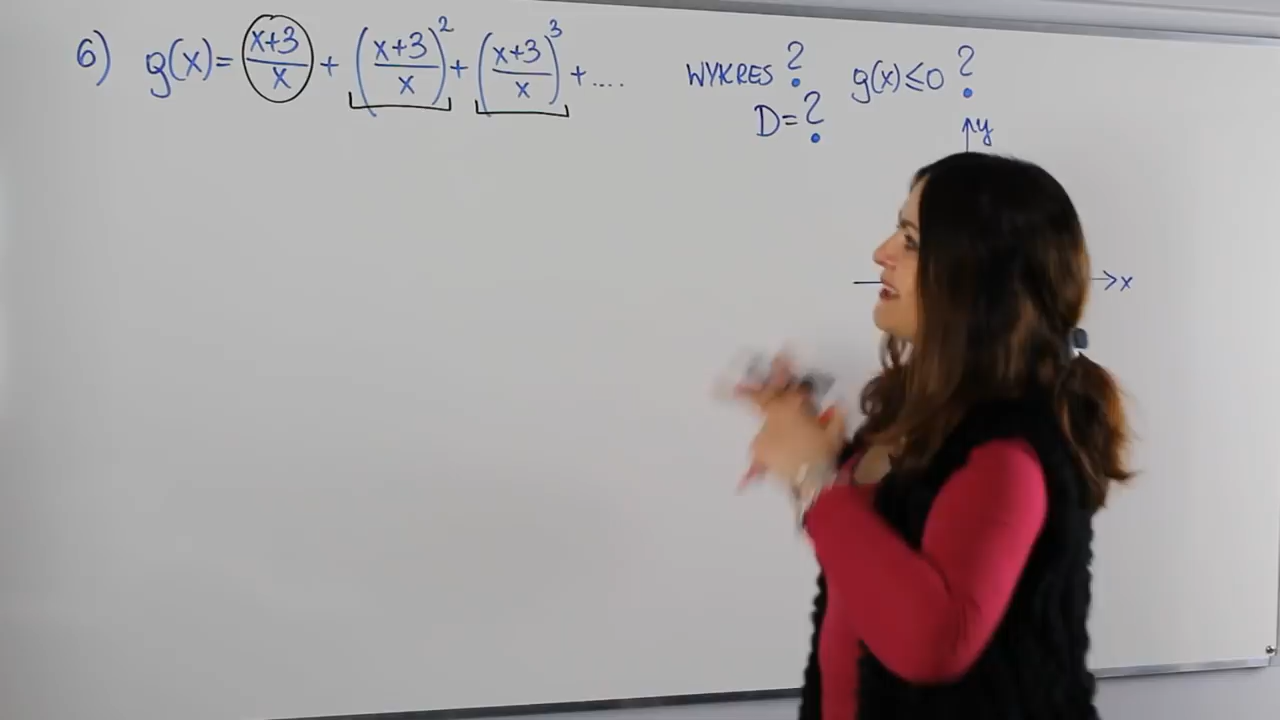 6) g(x)= x+3/x + (x+3/x)² + (x+3/x)³ + .... WYKRES ? g(x)≤0 ?
D=?
y
x